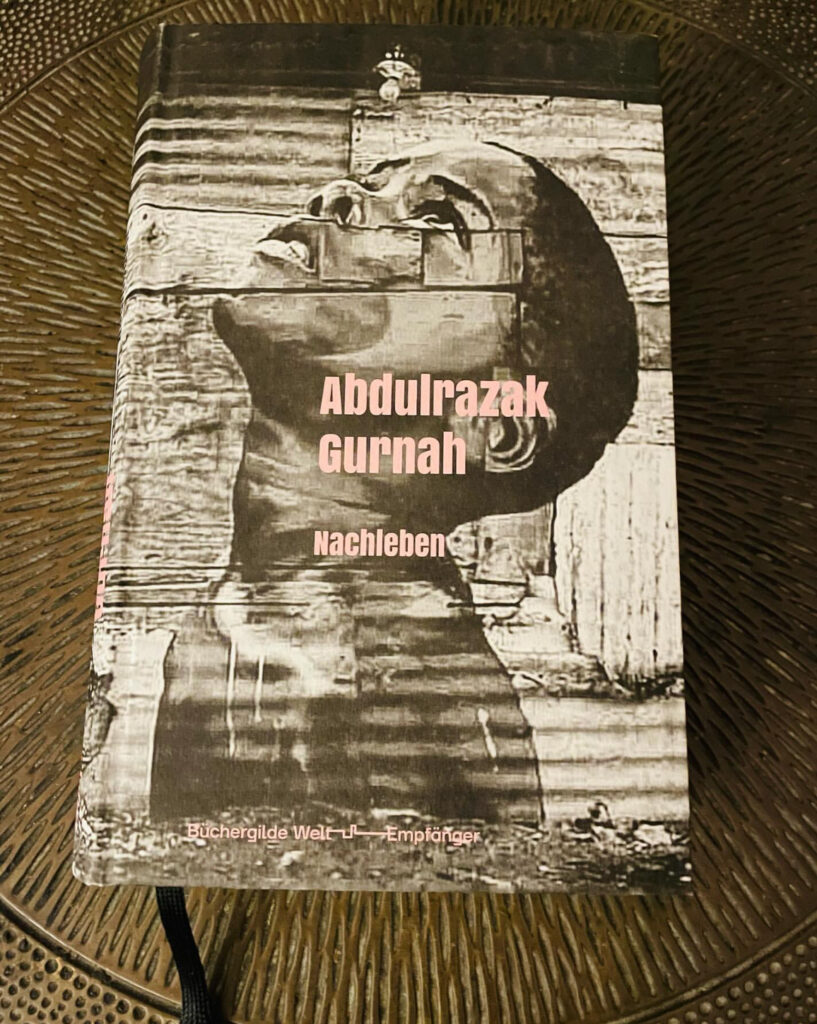 Abdulrazak
Gurnah
Nachleben
Büchergilde Welt Empfänger